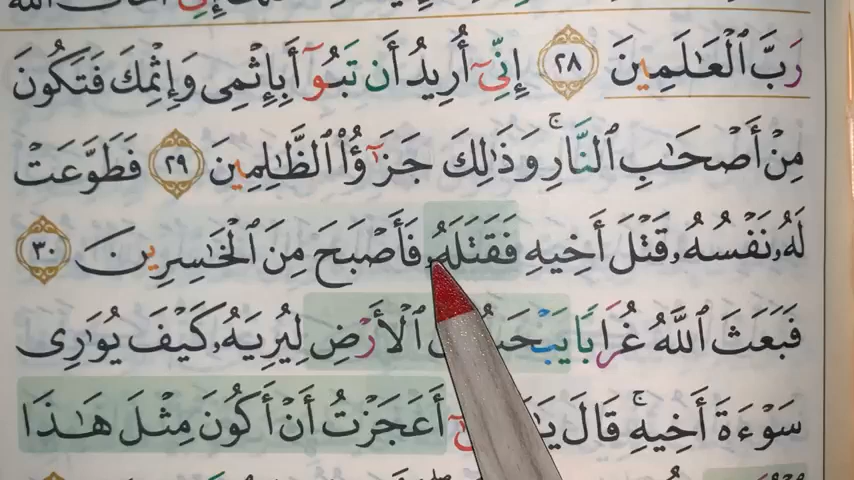 رَبَّ ٱلْعَـٰلَمِينَ ٢٨ إِنِّىٓ أُرِيدُ أَن تَبُوٓأَ بِإِثْمِى وَإِثْمِكَ فَتَكُونَ
مِنْ أَصْحَـٰبِ ٱلنَّارِ ۚ وَذَٰلِكَ جَزَٰٓؤُا۟ ٱلظَّـٰلِمِينَ ٢٩ فَطَوَّعَتْ
لَهُۥ نَفْسُهُۥ قَتْلَ أَخِيهِ فَقَتَلَهُۥ فَأَصْبَحَ مِنَ ٱلْخَـٰسِرِينَ ٣٠
فَبَعَثَ ٱللَّهُ غُرَابًا ٱلْأَرْضِ لِيُرِيَهُۥ كَيْفَ يُوَٰرِى
سَوْءَةَ أَخِيهِ ۚ قَالَ أَعَجَزْتُ أَنْ أَكُونَ مِثْلَ هَـٰذَا